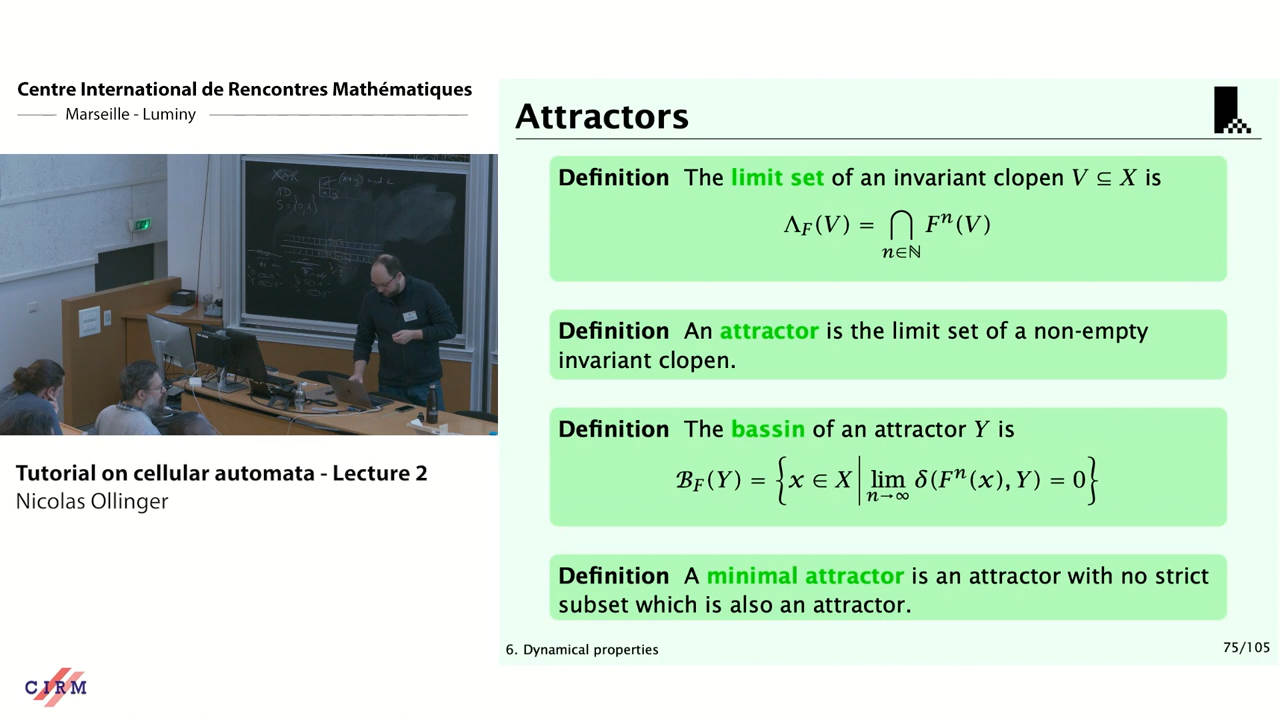 Centre International de Rencontres Mathématiques
Marseille - Luminy
Tutorial on cellular automata - Lecture 2
Nicolas Ollinger
CIRM
Attractors
Definition The limit set of an invariant clopen V ⊆ X is
Λ_F(V) = ⋂_{n∈ℕ} F^n(V)
Definition An attractor is the limit set of a non-empty
invariant clopen.
Definition The bassin of an attractor Y is
ℬ_F(Y) = {x ∈ X | lim_{n→∞} δ(F^n(x), Y) = 0}
Definition A minimal attractor is an attractor with no strict
subset which is also an attractor.
6. Dynamical properties
75/105